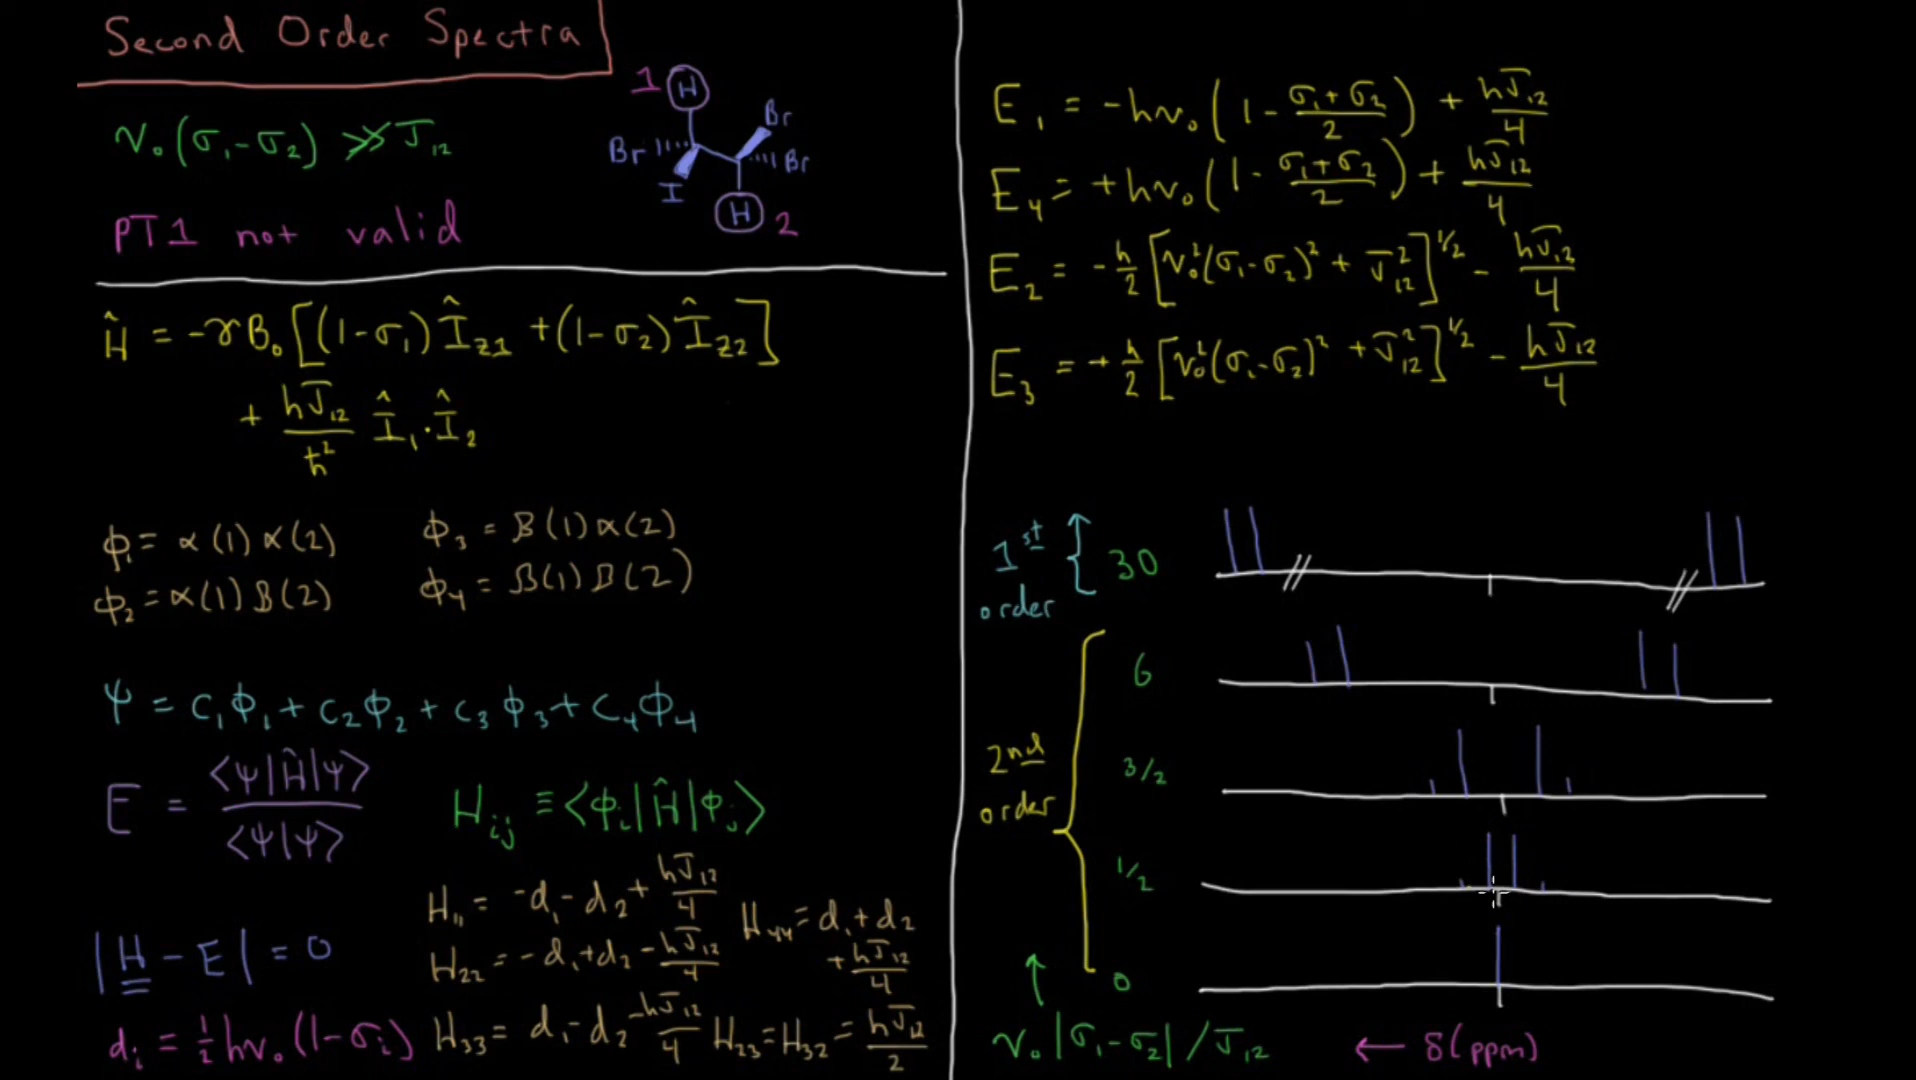 Second Order Spectra
ν₀(σ₁-σ₂) ≫̸ J₁₂
PT1 not valid
1 H
Br
Br
Br
I
H 2
Ĥ = -γB₀[(1-σ₁)Î_z1 + (1-σ₂)Î_z2]
+ hJ₁₂/ħ² Î₁·Î₂
ϕ₁ = α(1)α(2) ϕ₃ = β(1)α(2)
ϕ₂ = α(1)β(2) ϕ₄ = β(1)β(2)
Ψ = c₁ϕ₁ + c₂ϕ₂ + c₃ϕ₃ + c₄ϕ₄
E = <Ψ|Ĥ|Ψ>/<Ψ|Ψ> H_ij ≡ <ϕ_i|Ĥ|ϕ_j>
H₁₁ = -d₁-d₂ + hJ₁₂/4
H₄₄ = d₁+d₂ + hJ₁₂/4
|H - E| = 0
H₂₂ = -d₁+d₂ - hJ₁₂/4
d_i = 1/2 hν₀(1-σ_i)
H₃₃ = d₁-d₂ - hJ₁₂/4
H₂₃ = H₃₂ = hJ₁₂/2
E₁ = -hν₀(1 - (σ₁+σ₂)/2) + hJ₁₂/4
E₄ = +hν₀(1 - (σ₁+σ₂)/2) + hJ₁₂/4
E₂ = -h/2 [ν₀²(σ₁-σ₂)² + J₁₂²]^1/2 - hJ₁₂/4
E₃ = +h/2 [ν₀²(σ₁-σ₂)² + J₁₂²]^1/2 - hJ₁₂/4
1st order { 30
6
2nd order
3/2
1/2
0
ν₀|σ₁-σ₂|/J₁₂
← δ(ppm)